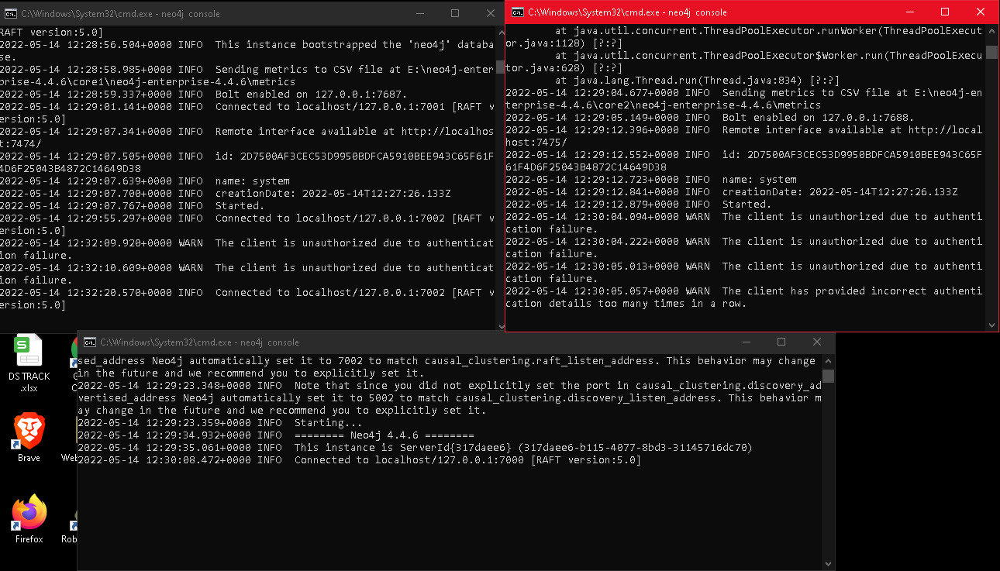 C:\Windows\System32\cmd.exe - neo4j console
RAFT version:5.0]
2022-05-14 12:28:56.504+0000 INFO  This instance bootstrapped the 'neo4j' databa
se.
2022-05-14 12:28:58.985+0000 INFO  Sending metrics to CSV file at E:\neo4j-enter
prise-4.4.6\core1\neo4j-enterprise-4.4.6\metrics
2022-05-14 12:28:59.337+0000 INFO  Bolt enabled on 127.0.0.1:7687.
2022-05-14 12:29:01.141+0000 INFO  Connected to localhost/127.0.0.1:7001 [RAFT v
ersion:5.0]
2022-05-14 12:29:07.341+0000 INFO  Remote interface available at http://localhos
t:7474/
2022-05-14 12:29:07.505+0000 INFO  id: 2D7500AF3CEC53D9950BDFCA5910BEE943C65F61F
4D6F25043B4872C14649D38
2022-05-14 12:29:07.639+0000 INFO  name: system
2022-05-14 12:29:07.700+0000 INFO  creationDate: 2022-05-14T12:27:26.133Z
2022-05-14 12:29:07.767+0000 INFO  Started.
2022-05-14 12:29:55.297+0000 INFO  Connected to localhost/127.0.0.1:7002 [RAFT v
ersion:5.0]
2022-05-14 12:32:09.920+0000 WARN  The client is unauthorized due to authenticat
ion failure.
2022-05-14 12:32:10.609+0000 WARN  The client is unauthorized due to authenticat
ion failure.
2022-05-14 12:32:20.570+0000 INFO  Connected to localhost/127.0.0.1:7002 [RAFT v
ersion:5.0]
C:\Windows\System32\cmd.exe - neo4j console
at java.util.concurrent.ThreadPoolExecutor.runWorker(ThreadPoolExecut
or.java:1128) [?:?]
at java.util.concurrent.ThreadPoolExecutor$Worker.run(ThreadPoolExecu
tor.java:628) [?:?]
at java.lang.Thread.run(Thread.java:834) [?:?]
2022-05-14 12:29:04.677+0000 INFO  Sending metrics to CSV file at E:\neo4j-en
terprise-4.4.6\core2\neo4j-enterprise-4.4.6\metrics
2022-05-14 12:29:05.149+0000 INFO  Bolt enabled on 127.0.0.1:7688.
2022-05-14 12:29:12.396+0000 INFO  Remote interface available at http://local
host:7475/
2022-05-14 12:29:12.552+0000 INFO  id: 2D7500AF3CEC53D9950BDFCA5910BEE943C65F
61F4D6F25043B4872C14649D38
2022-05-14 12:29:12.723+0000 INFO  name: system
2022-05-14 12:29:12.841+0000 INFO  creationDate: 2022-05-14T12:27:26.133Z
2022-05-14 12:29:12.879+0000 INFO  Started.
2022-05-14 12:30:04.094+0000 WARN  The client is unauthorized due to authenti
cation failure.
2022-05-14 12:30:04.222+0000 WARN  The client is unauthorized due to authenti
cation failure.
2022-05-14 12:30:05.013+0000 WARN  The client is unauthorized due to authenti
cation failure.
2022-05-14 12:30:05.057+0000 WARN  The client has provided incorrect authenti
cation details too many times in a row.
C:\Windows\System32\cmd.exe - neo4j console
sed_address Neo4j automatically set it to 7002 to match causal_clustering.raft_listen_address. This behavior may change
in the future and we recommend you to explicitly set it.
2022-05-14 12:29:23.348+0000 INFO  Note that since you did not explicitly set the port in causal_clustering.discovery_ad
vertised_address Neo4j automatically set it to 5002 to match causal_clustering.discovery_listen_address. This behavior m
ay change in the future and we recommend you to explicitly set it.
2022-05-14 12:29:23.359+0000 INFO  Starting...
2022-05-14 12:29:34.932+0000 INFO  ======== Neo4j 4.4.6 ========
2022-05-14 12:29:35.061+0000 INFO  This instance is ServerId{317daee6} (317daee6-b115-4077-8bd3-31145716dc70)
2022-05-14 12:30:08.472+0000 INFO  Connected to localhost/127.0.0.1:7000 [RAFT version:5.0]
S
DS TRACK
.xlsx
Brave
Firefox